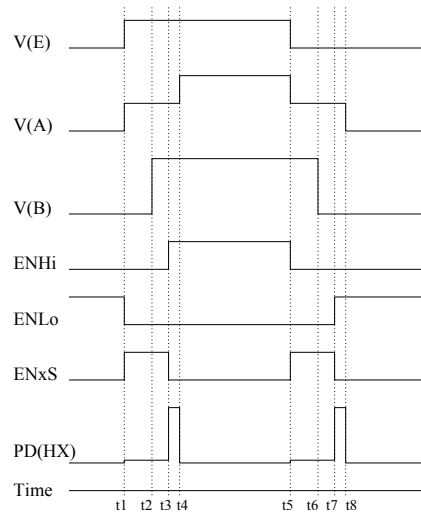 V(E)
V(A)
V(B)
ENHi
ENLo
ENxS
PD(HX)
Time
t1 t2 t3 t4 t5 t6 t7 t8